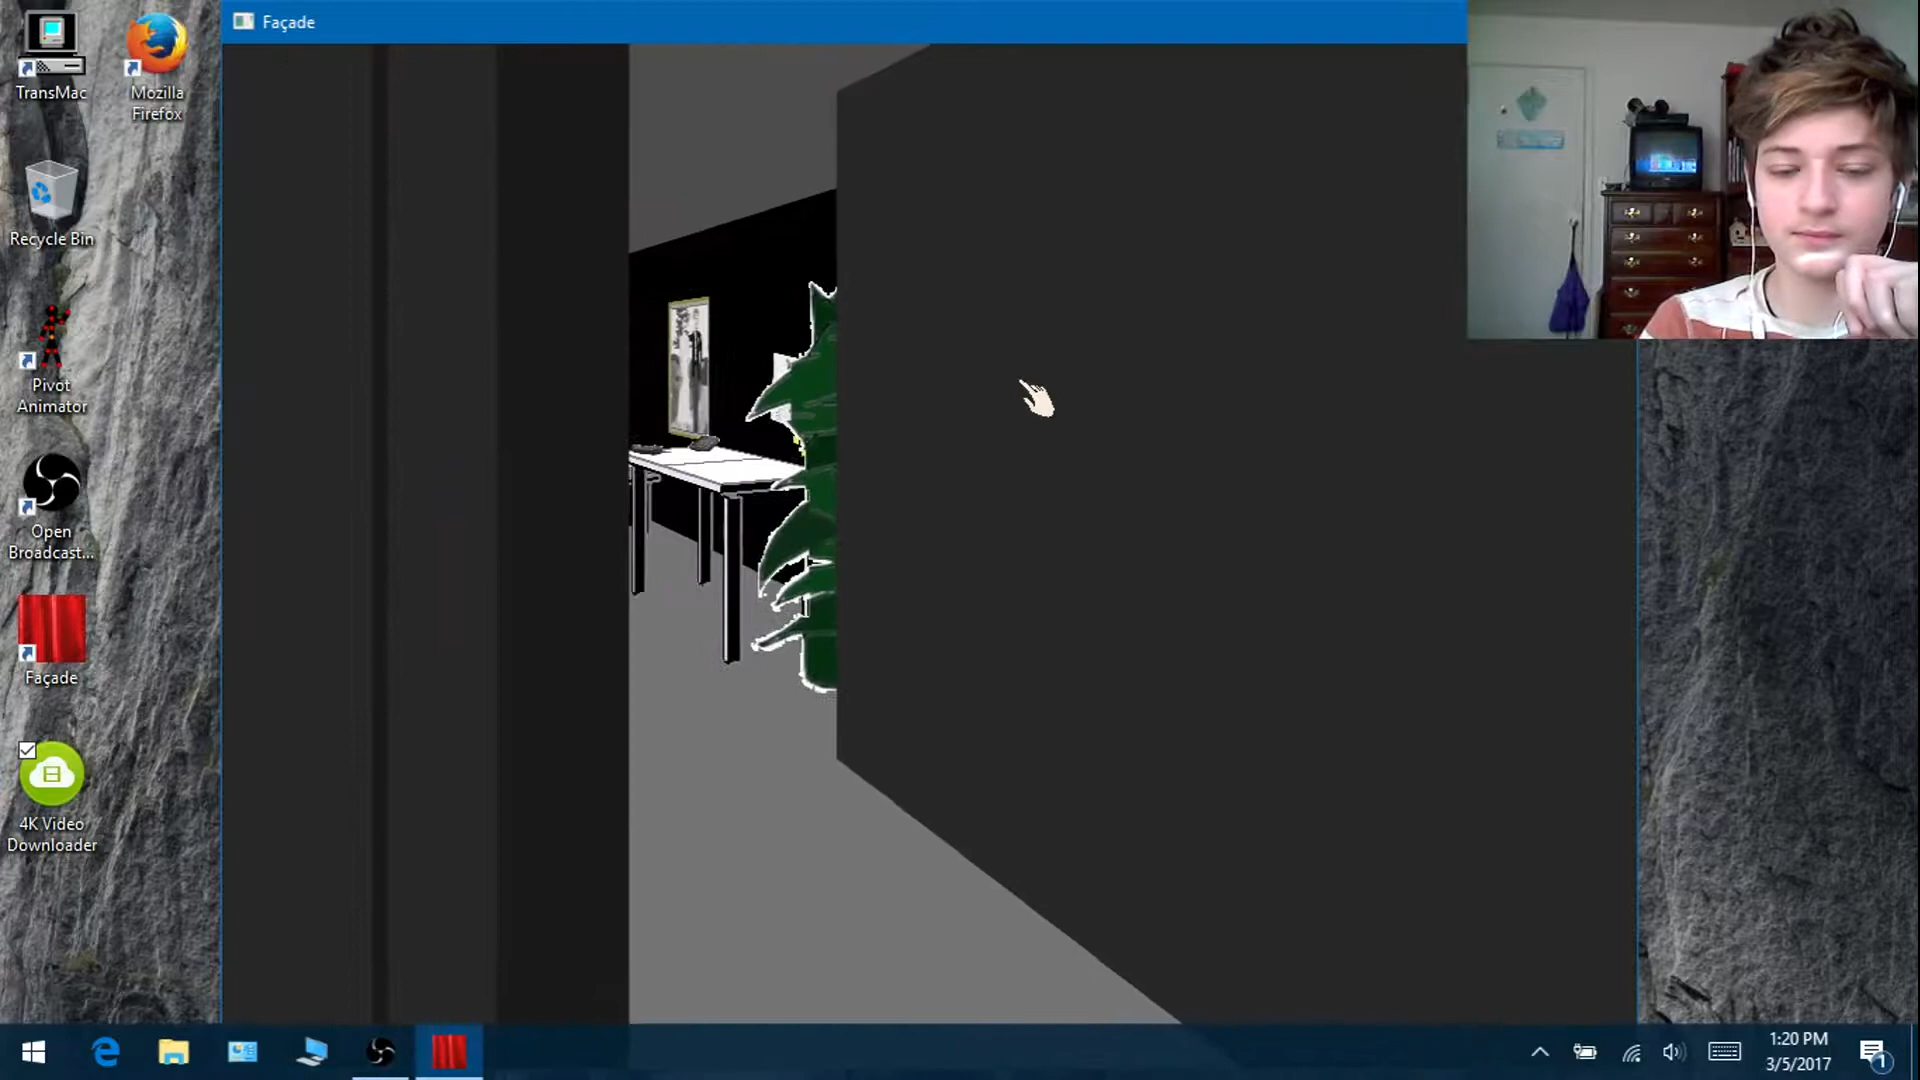 Façade
TransMac
Mozilla
Firefox
Recycle Bin
Pivot
Animator
Open
Broadcast...
Façade
4K Video
Downloader
1:20 PM
3/5/2017
1